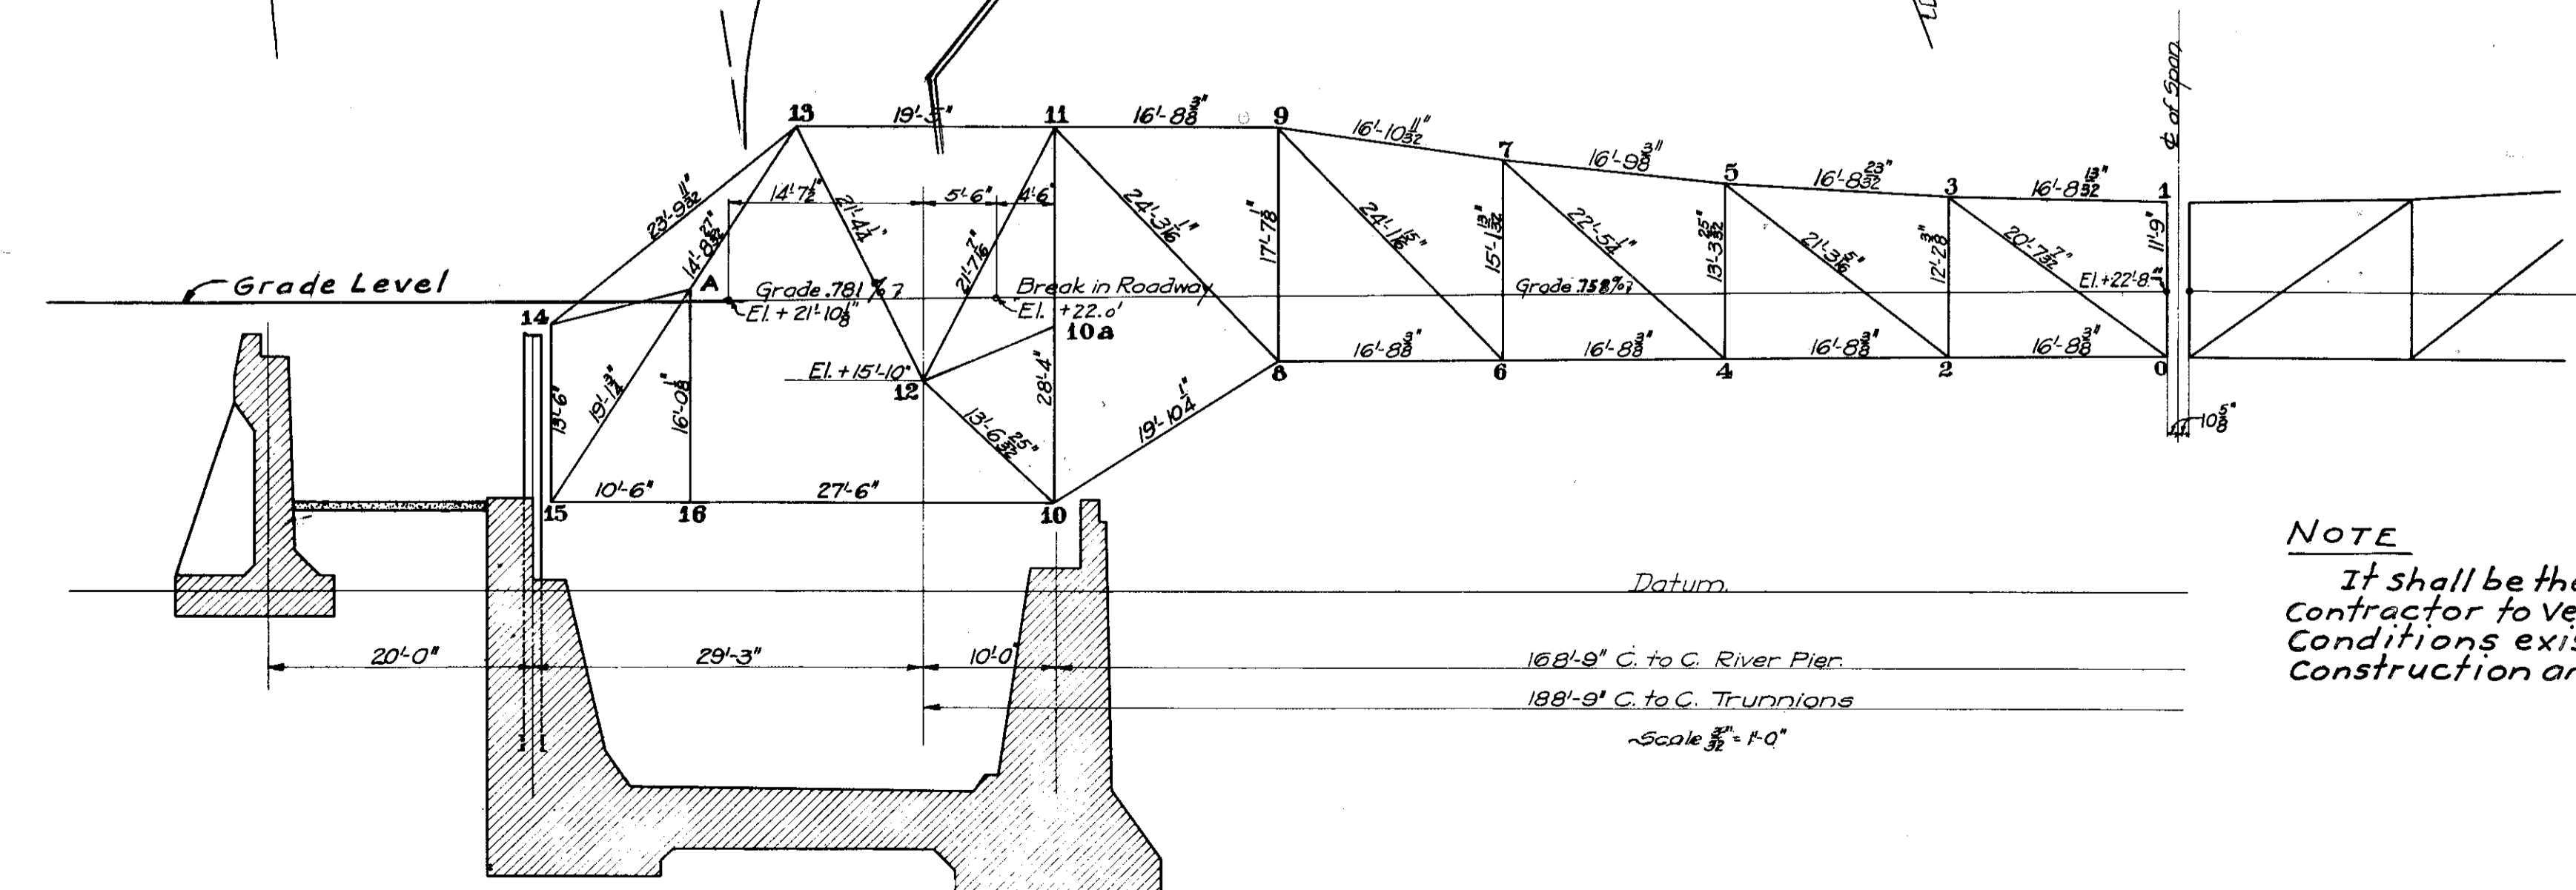 13
19'-5"
11
16'-8 3/8"
9
16'-10 11/32"
7
16'-9 3/8"
5
16'-8 23/32"
3
16'-8 13/32"
1
℄ of Span.
23'-9 11/32"
14'-7 1/2"
5'-6"
4'-6"
14'-8 27/32"
21'-4 1/4"
21'-7 7/16"
24'-3 1/16"
17'-7 1/8"
24'-1 15/16"
15'-1 13/32"
22'-5 1/4"
13'-3 25/32"
21'-3 5/16"
12'-2 3/8"
20'-7 7/32"
11'-9"
Grade Level
A
Grade .781 %
Break in Roadway
Grade .758%
El.+22'-8"
El. + 21'-10 1/8"
El. +22.0'
14
10a
El. +15'-10"
12
28'-4"
8
16'-8 3/8"
6
16'-8 3/8"
4
16'-8 3/8"
2
16'-8 3/8"
0
13'-6"
19'-1 3/4"
16'-0 1/8"
13'-6 25/32"
19'-10 1/4"
10 5/8"
10'-6"
27'-6"
15
16
10
NOTE
It shall be the
Contractor to ve
Conditions exis
Construction an
Datum.
20'-0"
29'-3"
10'-0"
168'-9" C. to C. River Pier.
188'-9" C. to C. Trunnions
Scale 3/32" = 1'-0"